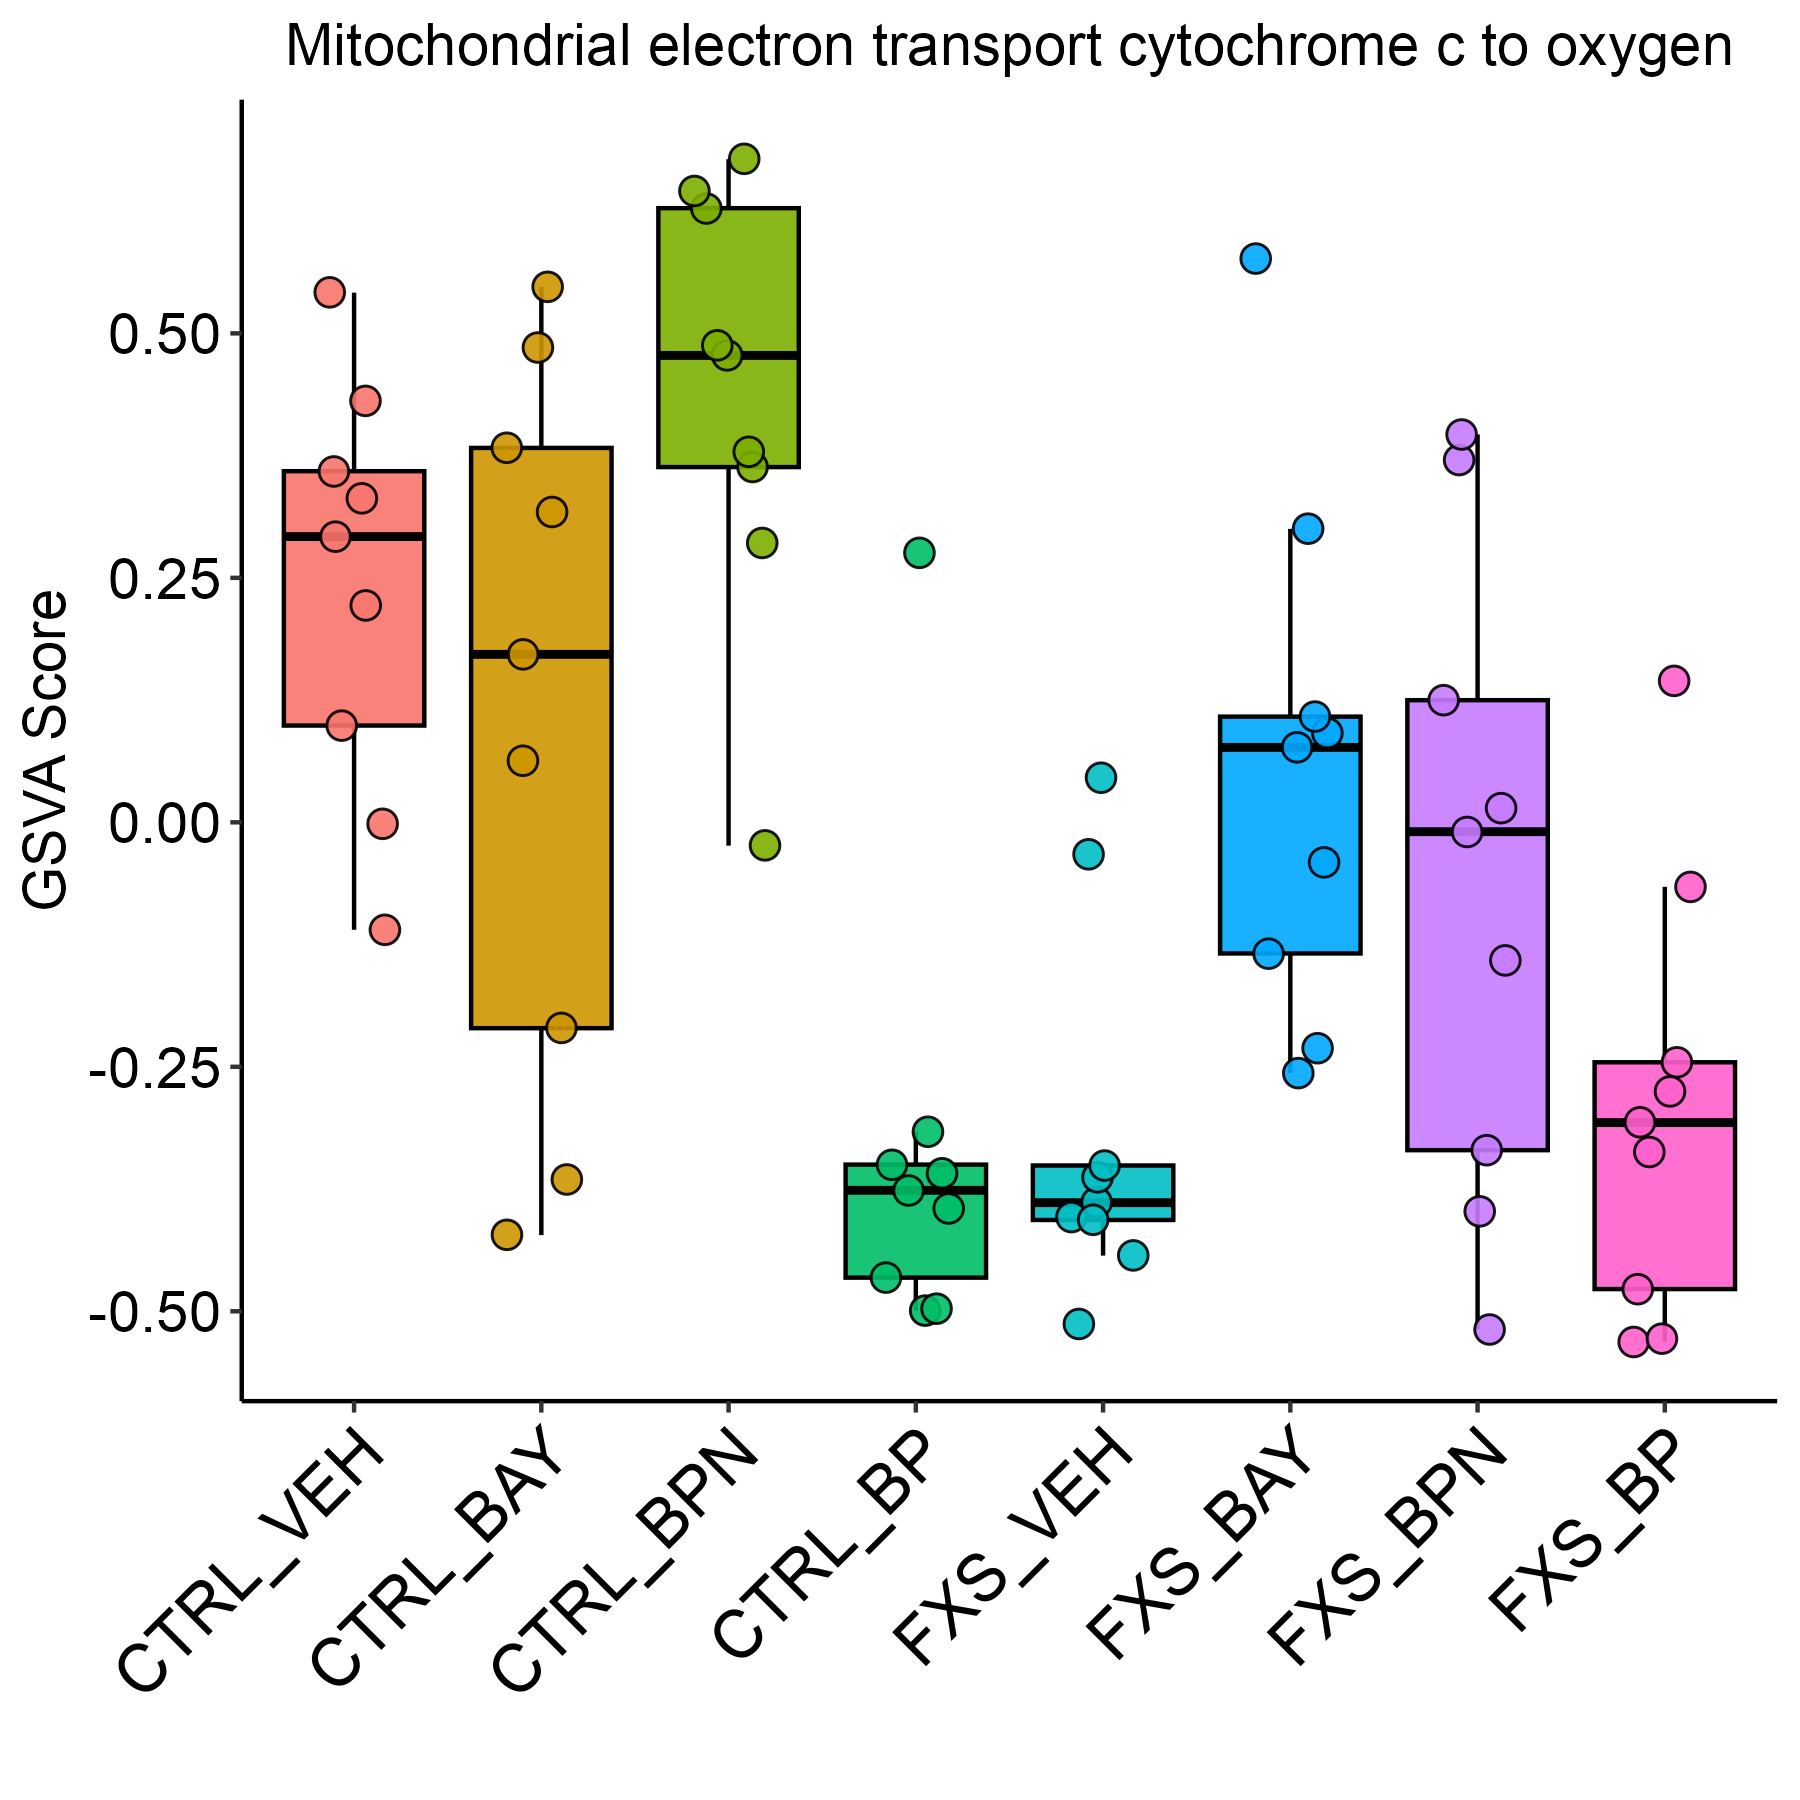 Mitochondrial electron transport cytochrome c to oxygen
GSVA Score
0.50
0.25
0.00
-0.25
-0.50
CTRL_VEH
CTRL_BAY
CTRL_BPN
CTRL_BP
FXS_VEH
FXS_BAY
FXS_BPN
FXS_BP